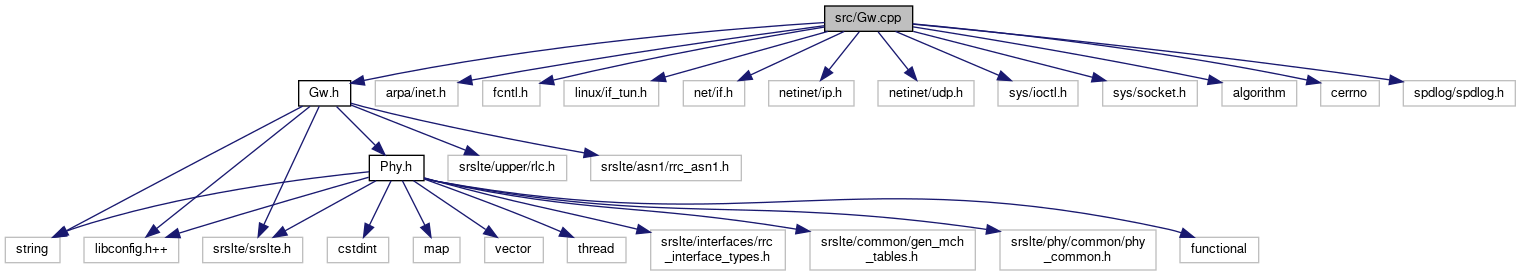 src/Gw.cpp
Gw.h
arpa/inet.h
fcntl.h
linux/if_tun.h
net/if.h
netinet/ip.h
netinet/udp.h
sys/ioctl.h
sys/socket.h
algorithm
cerrno
spdlog/spdlog.h
Phy.h
srslte/upper/rlc.h
srslte/asn1/rrc_asn1.h
string
libconfig.h++
srslte/srslte.h
cstdint
map
vector
thread
srslte/interfaces/rrc
_interface_types.h
srslte/common/gen_mch
_tables.h
srslte/phy/common/phy
_common.h
functional